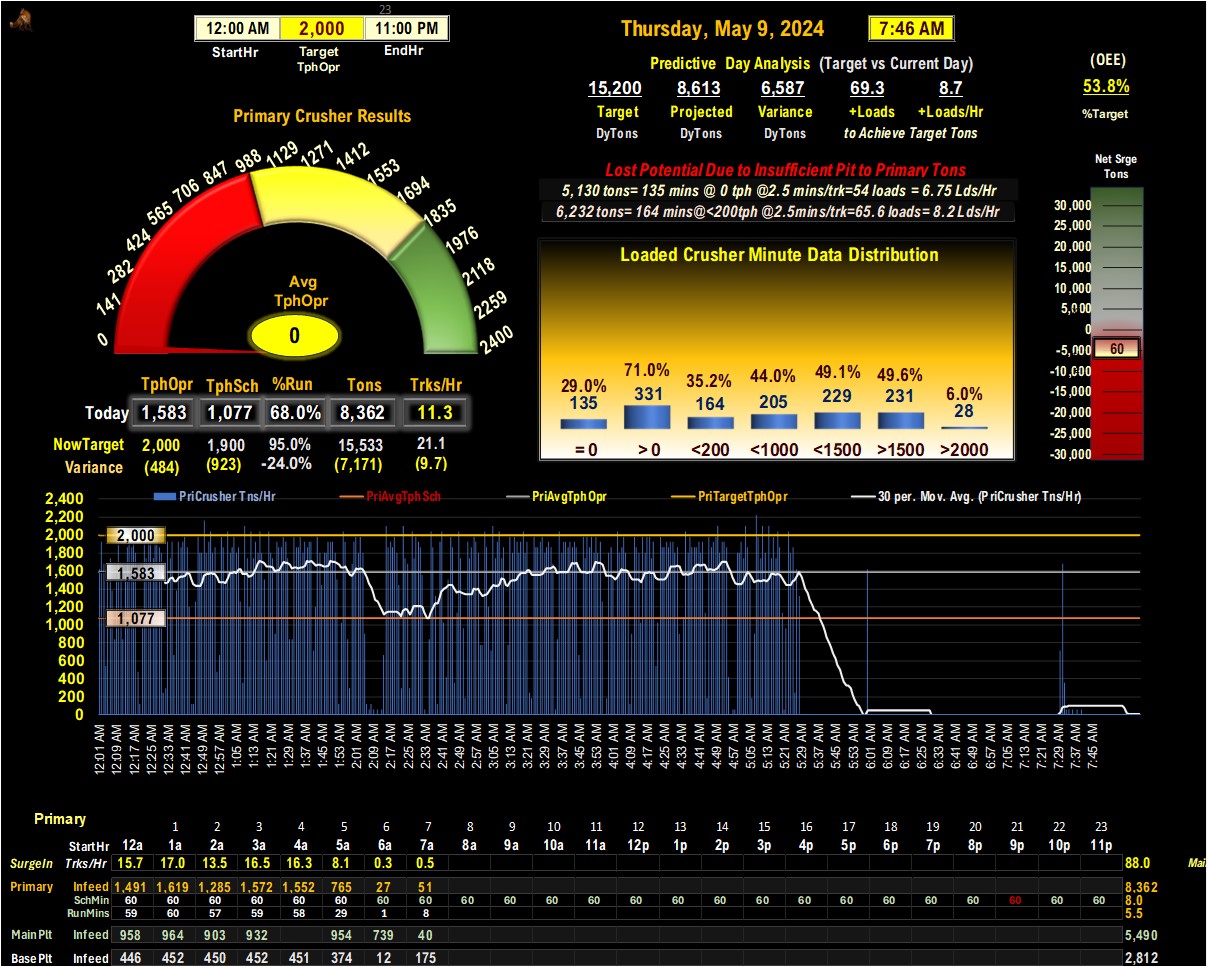 23
12:00 AM 2,000 11:00 PM
StartHr Target TphOpr EndHr
Thursday, May 9, 2024 7:46 AM
Predictive Day Analysis (Target vs Current Day)
15,200 8,613 6,587 69.3 8.7
Target Projected Variance +Loads +Loads/Hr
DyTons DyTons DyTons to Achieve Target Tons
(OEE)
53.8%
%Target
Primary Crusher Results
0 141 282 424 565 706 847 988 1129 1271 1412 1553 1694 1835 1976 2118 2259 2400
Avg
TphOpr
0
Lost Potential Due to Insufficient Pit to Primary Tons
5,130 tons= 135 mins @ 0 tph @2.5 mins/trk=54 loads = 6.75 Lds/Hr
6,232 tons= 164 mins@<200tph @2.5mins/trk=65.6 loads= 8.2 Lds/Hr
Net Srge
Tons
30,000
25,000
20,000
15,000
10,000
5,000
0
-5,000
-10,000
-15,000
-20,000
-25,000
-30,000
60
Loaded Crusher Minute Data Distribution
29.0% 71.0% 35.2% 44.0% 49.1% 49.6% 6.0%
135 331 164 205 229 231 28
= 0 > 0 <200 <1000 <1500 >1500 >2000
TphOpr TphSch %Run Tons Trks/Hr
Today 1,583 1,077 68.0% 8,362 11.3
NowTarget 2,000 1,900 95.0% 15,533 21.1
Variance (484) (923) -24.0% (7,171) (9.7)
PriCrusher Tns/Hr PriAvgTphSch PriAvgTphOpr PriTargetTphOpr 30 per. Mov. Avg. (PriCrusher Tns/Hr)
2,400
2,200
2,000
1,800
1,600
1,400
1,200
1,000
800
600
400
200
0
2,000
1,583
1,077
12:01 AM 12:09 AM 12:17 AM 12:25 AM 12:33 AM 12:41 AM 12:49 AM 12:57 AM 1:05 AM 1:13 AM 1:21 AM 1:29 AM 1:37 AM 1:45 AM 1:53 AM 2:01 AM 2:09 AM 2:17 AM 2:25 AM 2:33 AM 2:41 AM 2:49 AM 2:57 AM 3:05 AM 3:13 AM 3:21 AM 3:29 AM 3:37 AM 3:45 AM 3:53 AM 4:01 AM 4:09 AM 4:17 AM 4:25 AM 4:33 AM 4:41 AM 4:49 AM 4:57 AM 5:05 AM 5:13 AM 5:21 AM 5:29 AM 5:37 AM 5:45 AM 5:53 AM 6:01 AM 6:09 AM 6:17 AM 6:25 AM 6:33 AM 6:41 AM 6:49 AM 6:57 AM 7:05 AM 7:13 AM 7:21 AM 7:29 AM 7:37 AM 7:45 AM
Primary
1 2 3 4 5 6 7 8 9 10 11 12 13 14 15 16 17 18 19 20 21 22 23
StartHr 12a 1a 2a 3a 4a 5a 6a 7a 8a 9a 10a 11a 12p 1p 2p 3p 4p 5p 6p 7p 8p 9p 10p 11p
SurgeIn Trks/Hr 15.7 17.0 13.5 16.5 16.3 8.1 0.3 0.5 88.0
Primary Infeed 1,491 1,619 1,285 1,572 1,552 765 27 51 8,362
SchMin 60 60 60 60 60 60 60 60 60 60 60 60 60 60 60 60 60 60 60 60 60 60 60 60 8.0
RunMins 59 60 57 59 58 29 1 8 5.5
MainPlt Infeed 958 964 903 932 954 739 40 5,490
BasePlt Infeed 446 452 450 452 451 374 12 175 2,812